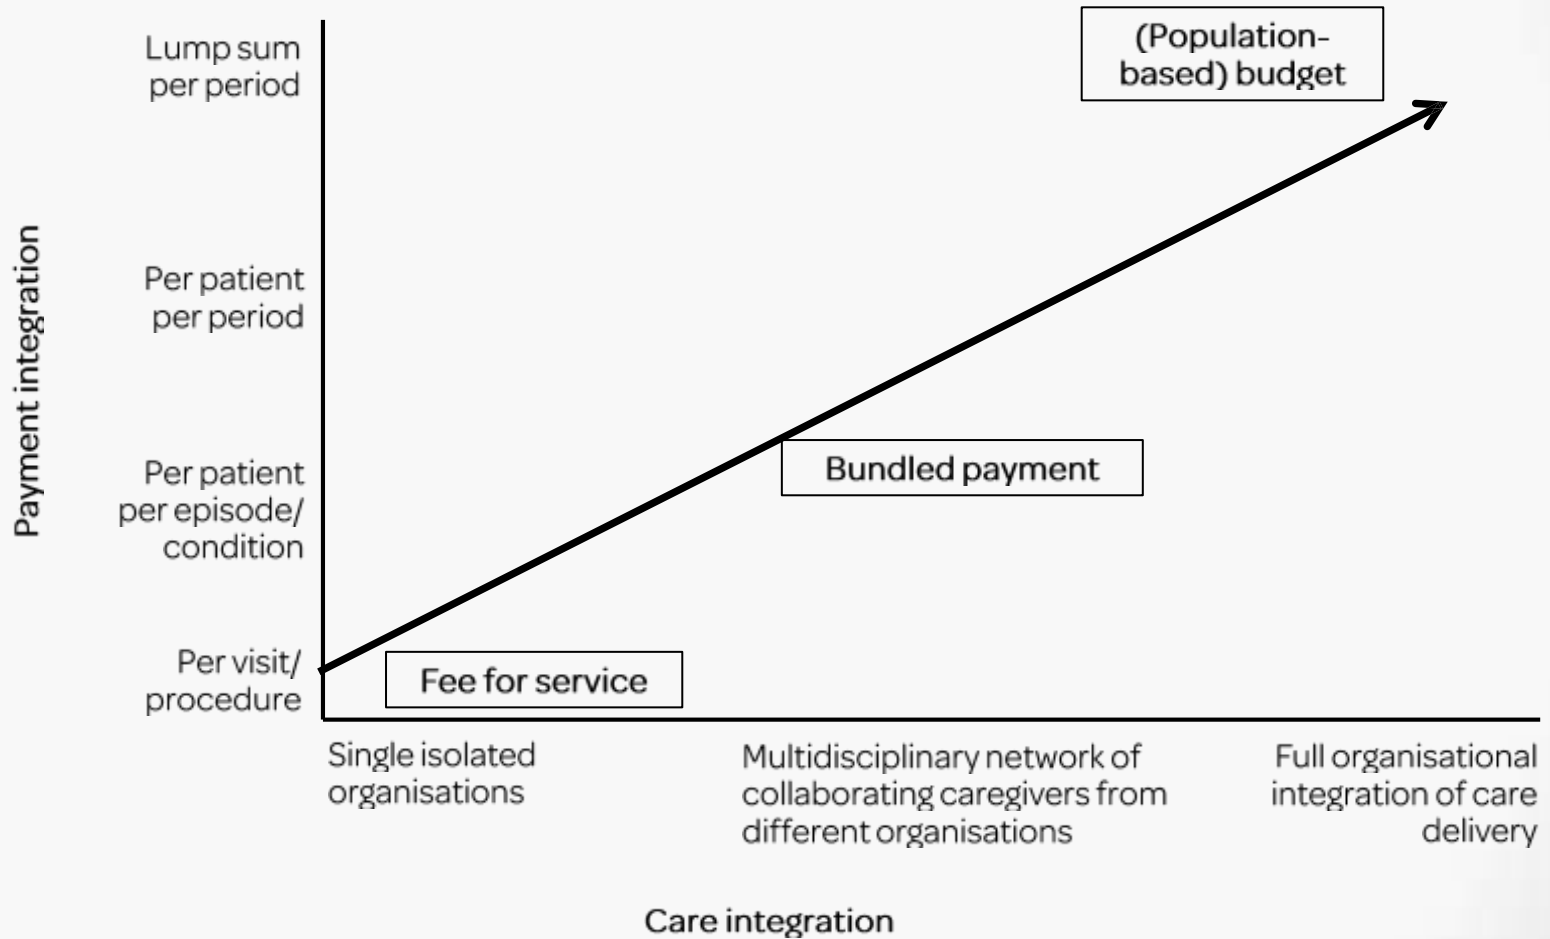 (Population-
based) budget
Lump sum
per period
Per patient
per period
Payment integration
Per patient
per episode/
condition
Bundled payment
Per visit/
procedure
Fee for service
Single isolated
organisations
Multidisciplinary network of
collaborating caregivers from
different organisations
Full organisational
integration of care
delivery
Care integration